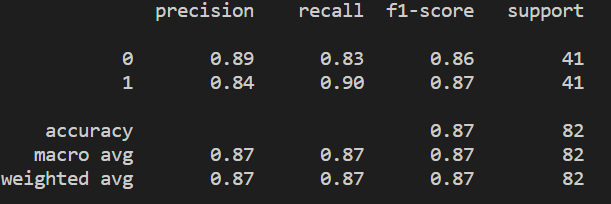 precision recall f1-score support
0 0.89 0.83 0.86 41
1 0.84 0.90 0.87 41
accuracy 0.87 82
macro avg 0.87 0.87 0.87 82
weighted avg 0.87 0.87 0.87 82